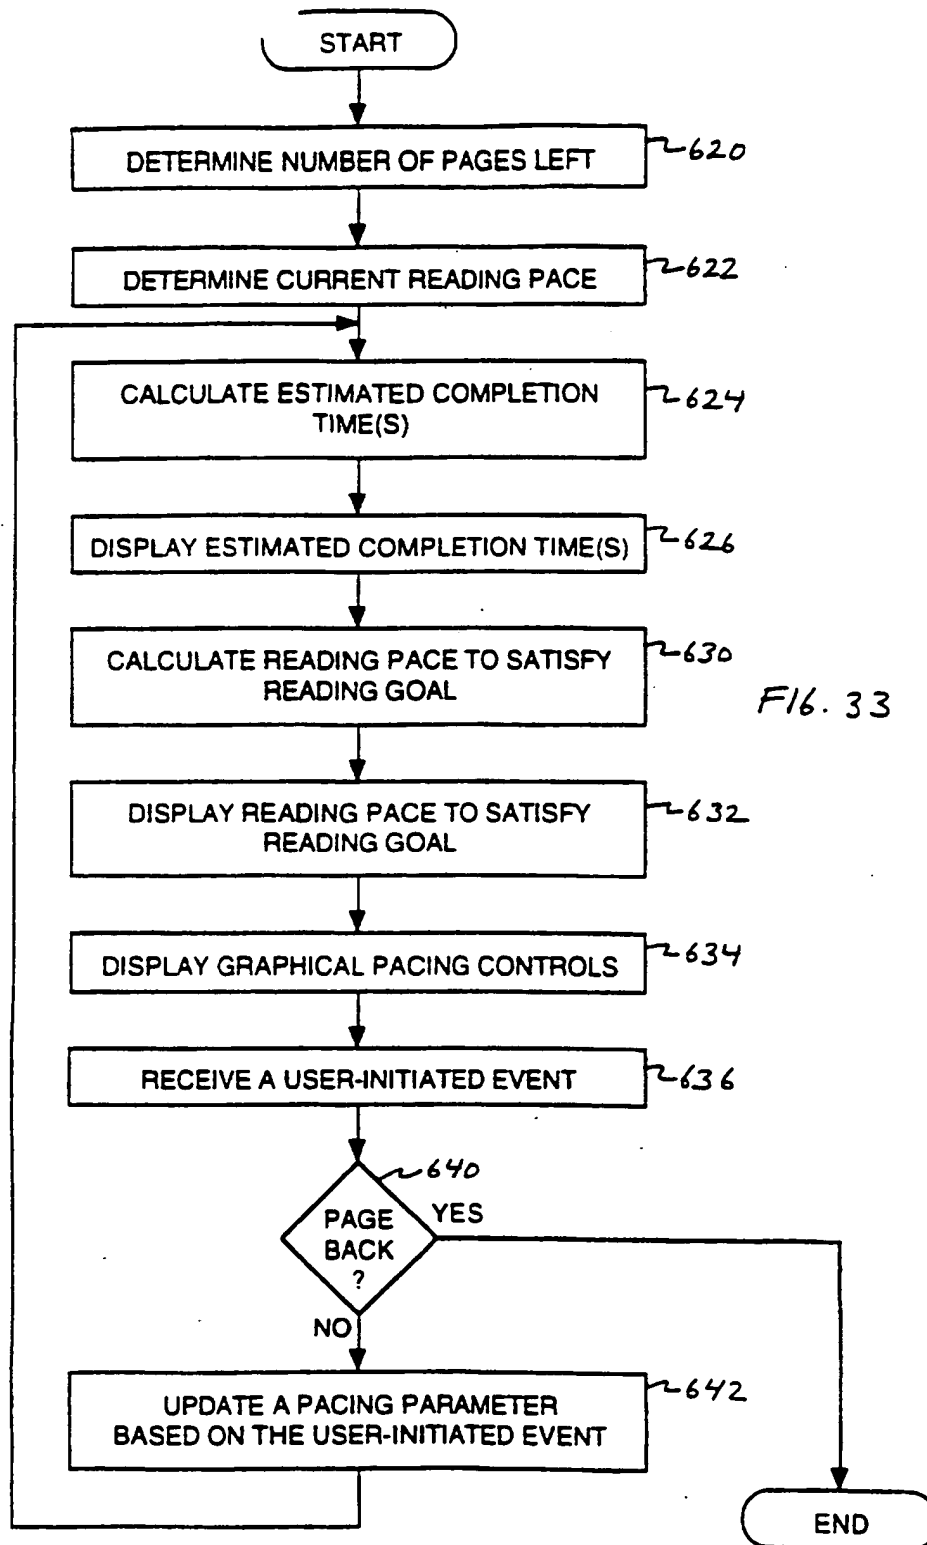 START
DETERMINE NUMBER OF PAGES LEFT
620
DETERMINE CURRENT READING PACE
622
CALCULATE ESTIMATED COMPLETION
TIME(S)
624
DISPLAY ESTIMATED COMPLETION TIME(S)
626
CALCULATE READING PACE TO SATISFY
READING GOAL
630
FIG. 33
DISPLAY READING PACE TO SATISFY
READING GOAL
632
DISPLAY GRAPHICAL PACING CONTROLS
634
RECEIVE A USER-INITIATED EVENT
636
640
PAGE
BACK
?
YES
NO
UPDATE A PACING PARAMETER
BASED ON THE USER-INITIATED EVENT
642
END